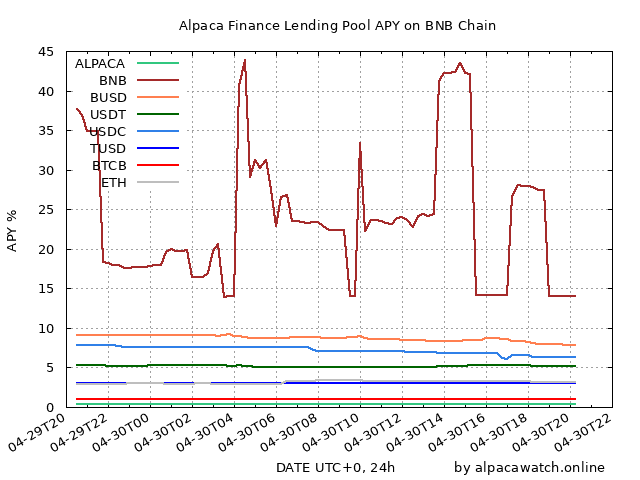 Alpaca Finance Lending Pool APY on BNB Chain
45
40
35
30
25
20
15
10
5
0
APY %
ALPACA
BNB
BUSD
USDT
USDC
TUSD
BTCB
ETH
04-29T20
04-29T22
04-30T00
04-30T02
04-30T04
04-30T06
04-30T08
04-30T10
04-30T12
04-30T14
04-30T16
04-30T18
04-30T20
04-30T22
DATE UTC+0, 24h
by alpacawatch.online